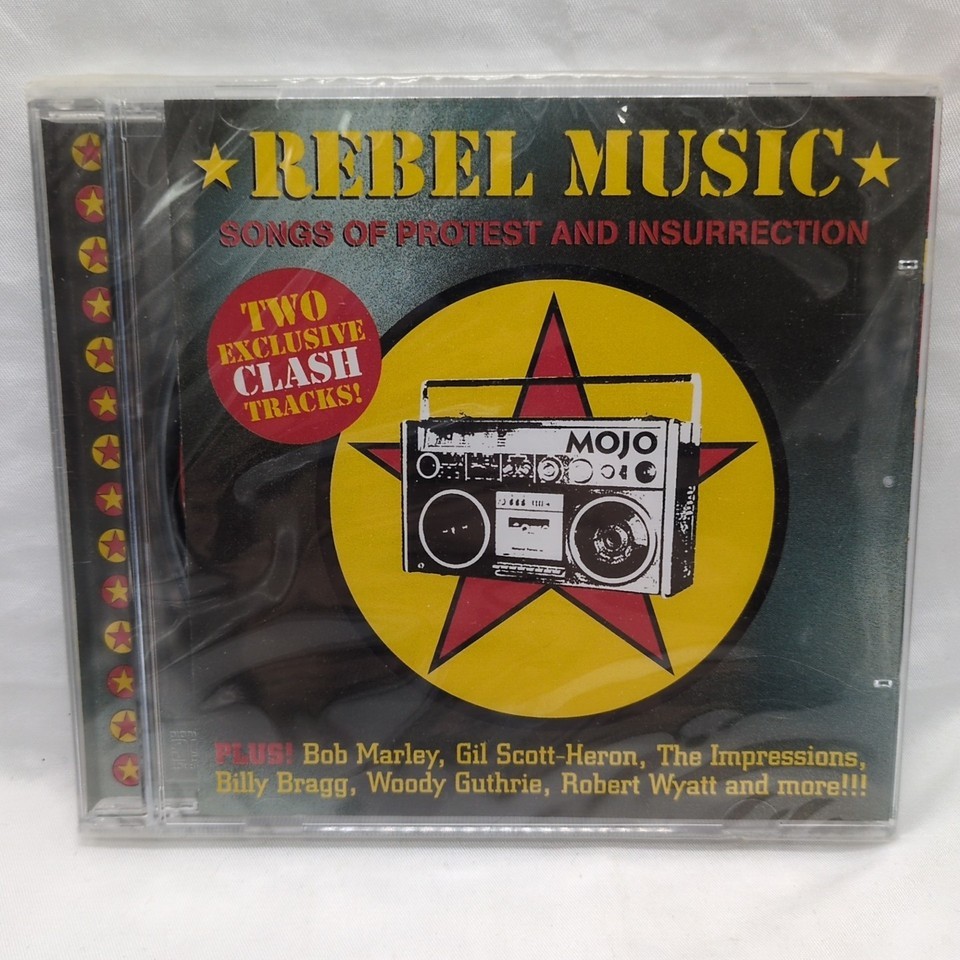 ★REBEL MUSIC★
SONGS OF PROTEST AND INSURRECTION
TWO
EXCLUSIVE
CLASH
TRACKS!
MOJO
PLUS! Bob Marley, Gil Scott-Heron, The Impressions,
Billy Bragg, Woody Guthrie, Robert Wyatt and more!!!